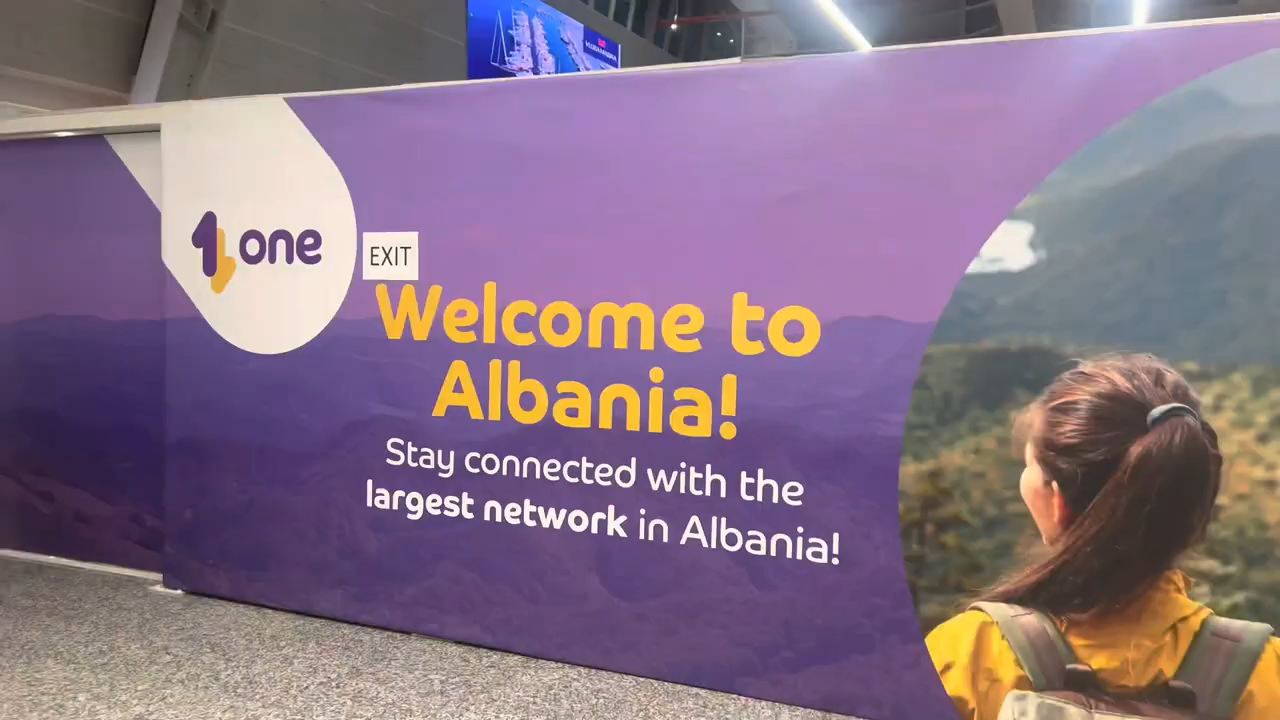 one
EXIT
Welcome to
Albania!
Stay connected with the
largest network in Albania!